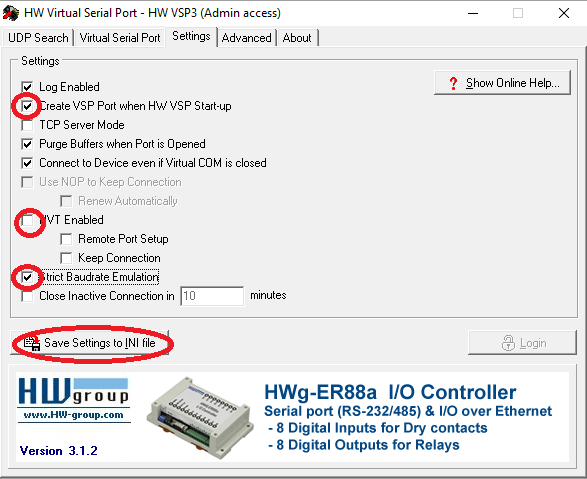 HW Virtual Serial Port - HW VSP3 (Admin access)
UDP Search Virtual Serial Port Settings Advanced About
Settings
Log Enabled
? Show Online Help...
Create VSP Port when HW VSP Start-up
TCP Server Mode
Purge Buffers when Port is Opened
Connect to Device even if Virtual COM is closed
Use NOP to Keep Connection
Renew Automatically
NVT Enabled
Remote Port Setup
Keep Connection
Strict Baudrate Emulation
Close Inactive Connection in 10 minutes
Save Settings to INI file
Login
HW group
www.HW-group.com
Version 3.1.2
HWg-ER88a I/O Controller
Serial port (RS-232/485) & I/O over Ethernet
- 8 Digital Inputs for Dry contacts
- 8 Digital Outputs for Relays